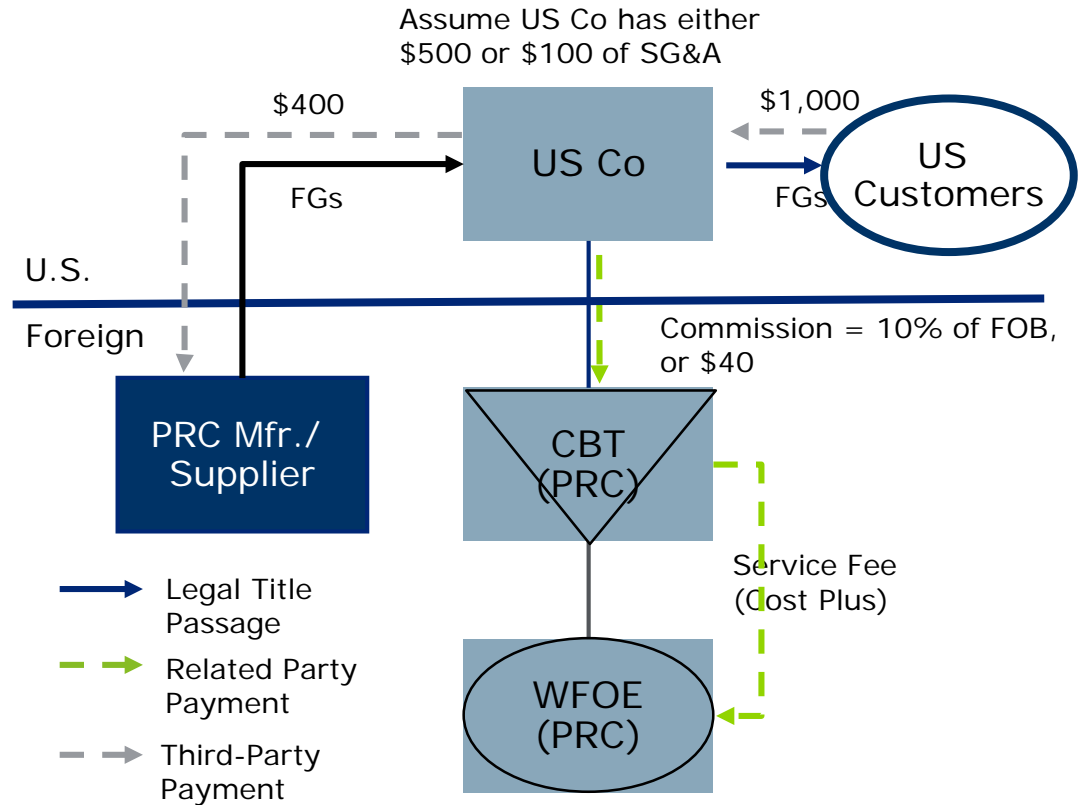 Assume US Co has either
$500 or $100 of SG&A
$400
$1,000
US Co
US
Customers
FGs
FGs
U.S.
Foreign
Commission = 10% of FOB,
or $40
PRC Mfr./
Supplier
CBT
(PRC)
Service Fee
(Cost Plus)
WFOE
(PRC)
Legal Title
Passage
Related Party
Payment
Third-Party
Payment